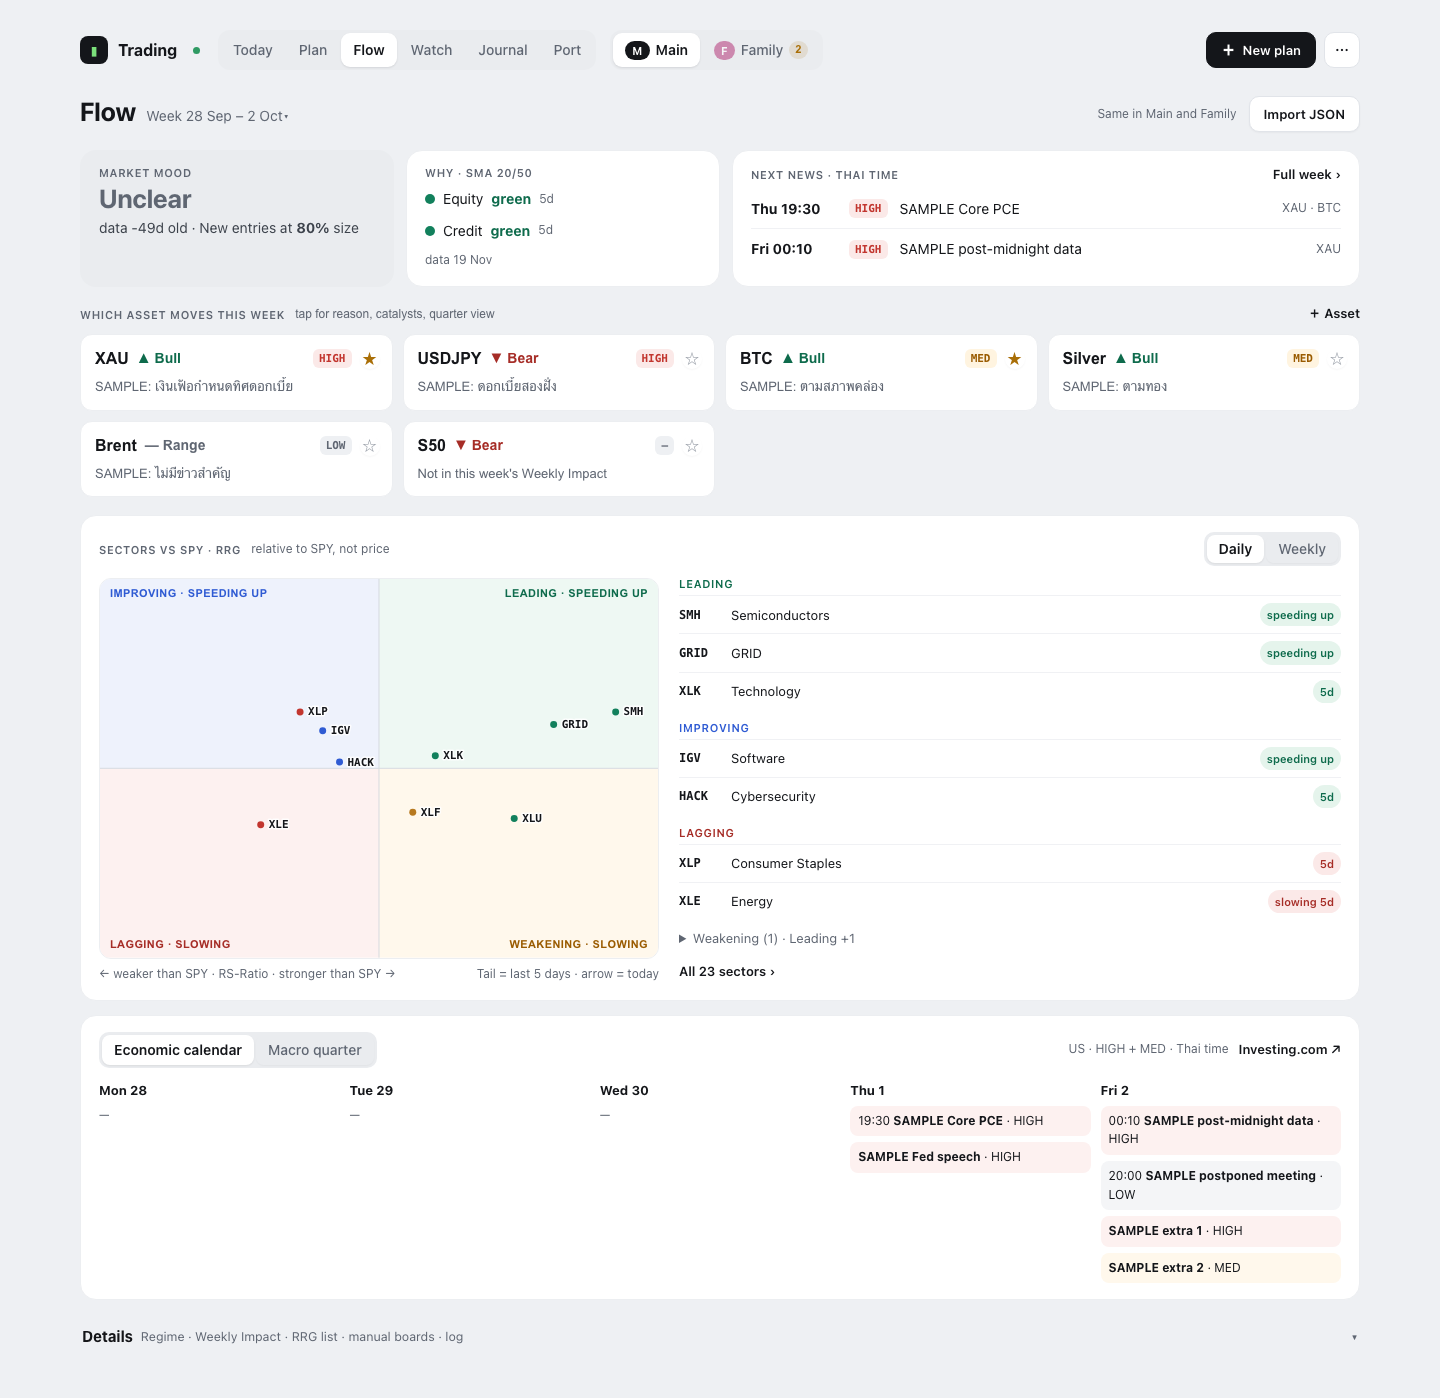 Trading
Today Plan Flow Watch Journal Port
M Main F Family 2
+ New plan
···
Flow Week 28 Sep – 2 Oct
Same in Main and Family Import JSON
MARKET MOOD
Unclear
data -49d old · New entries at 80% size
WHY · SMA 20/50
Equity green 5d
Credit green 5d
data 19 Nov
NEXT NEWS · THAI TIME Full week ›
Thu 19:30 HIGH SAMPLE Core PCE XAU · BTC
Fri 00:10 HIGH SAMPLE post-midnight data XAU
WHICH ASSET MOVES THIS WEEK tap for reason, catalysts, quarter view + Asset
XAU ▲ Bull HIGH ★
SAMPLE: เงินเฟ้อกำหนดทิศดอกเบี้ย
USDJPY ▼ Bear HIGH ☆
SAMPLE: ดอกเบี้ยสองฝั่ง
BTC ▲ Bull MED ★
SAMPLE: ตามสภาพคล่อง
Silver ▲ Bull MED ☆
SAMPLE: ตามทอง
Brent — Range LOW ☆
SAMPLE: ไม่มีข่าวสำคัญ
S50 ▼ Bear – ☆
Not in this week's Weekly Impact
SECTORS VS SPY · RRG relative to SPY, not price
Daily Weekly
IMPROVING · SPEEDING UP LEADING · SPEEDING UP
XLP
IGV
HACK
XLK
GRID
SMH
XLE
XLF
XLU
LAGGING · SLOWING WEAKENING · SLOWING
← weaker than SPY · RS-Ratio · stronger than SPY → Tail = last 5 days · arrow = today
LEADING
SMH Semiconductors speeding up
GRID GRID speeding up
XLK Technology 5d
IMPROVING
IGV Software speeding up
HACK Cybersecurity 5d
LAGGING
XLP Consumer Staples 5d
XLE Energy slowing 5d
▶ Weakening (1) · Leading +1
All 23 sectors ›
Economic calendar Macro quarter
US · HIGH + MED · Thai time Investing.com ↗
Mon 28
—
Tue 29
—
Wed 30
—
Thu 1
19:30 SAMPLE Core PCE · HIGH
SAMPLE Fed speech · HIGH
Fri 2
00:10 SAMPLE post-midnight data ·
HIGH
20:00 SAMPLE postponed meeting ·
LOW
SAMPLE extra 1 · HIGH
SAMPLE extra 2 · MED
Details Regime · Weekly Impact · RRG list · manual boards · log